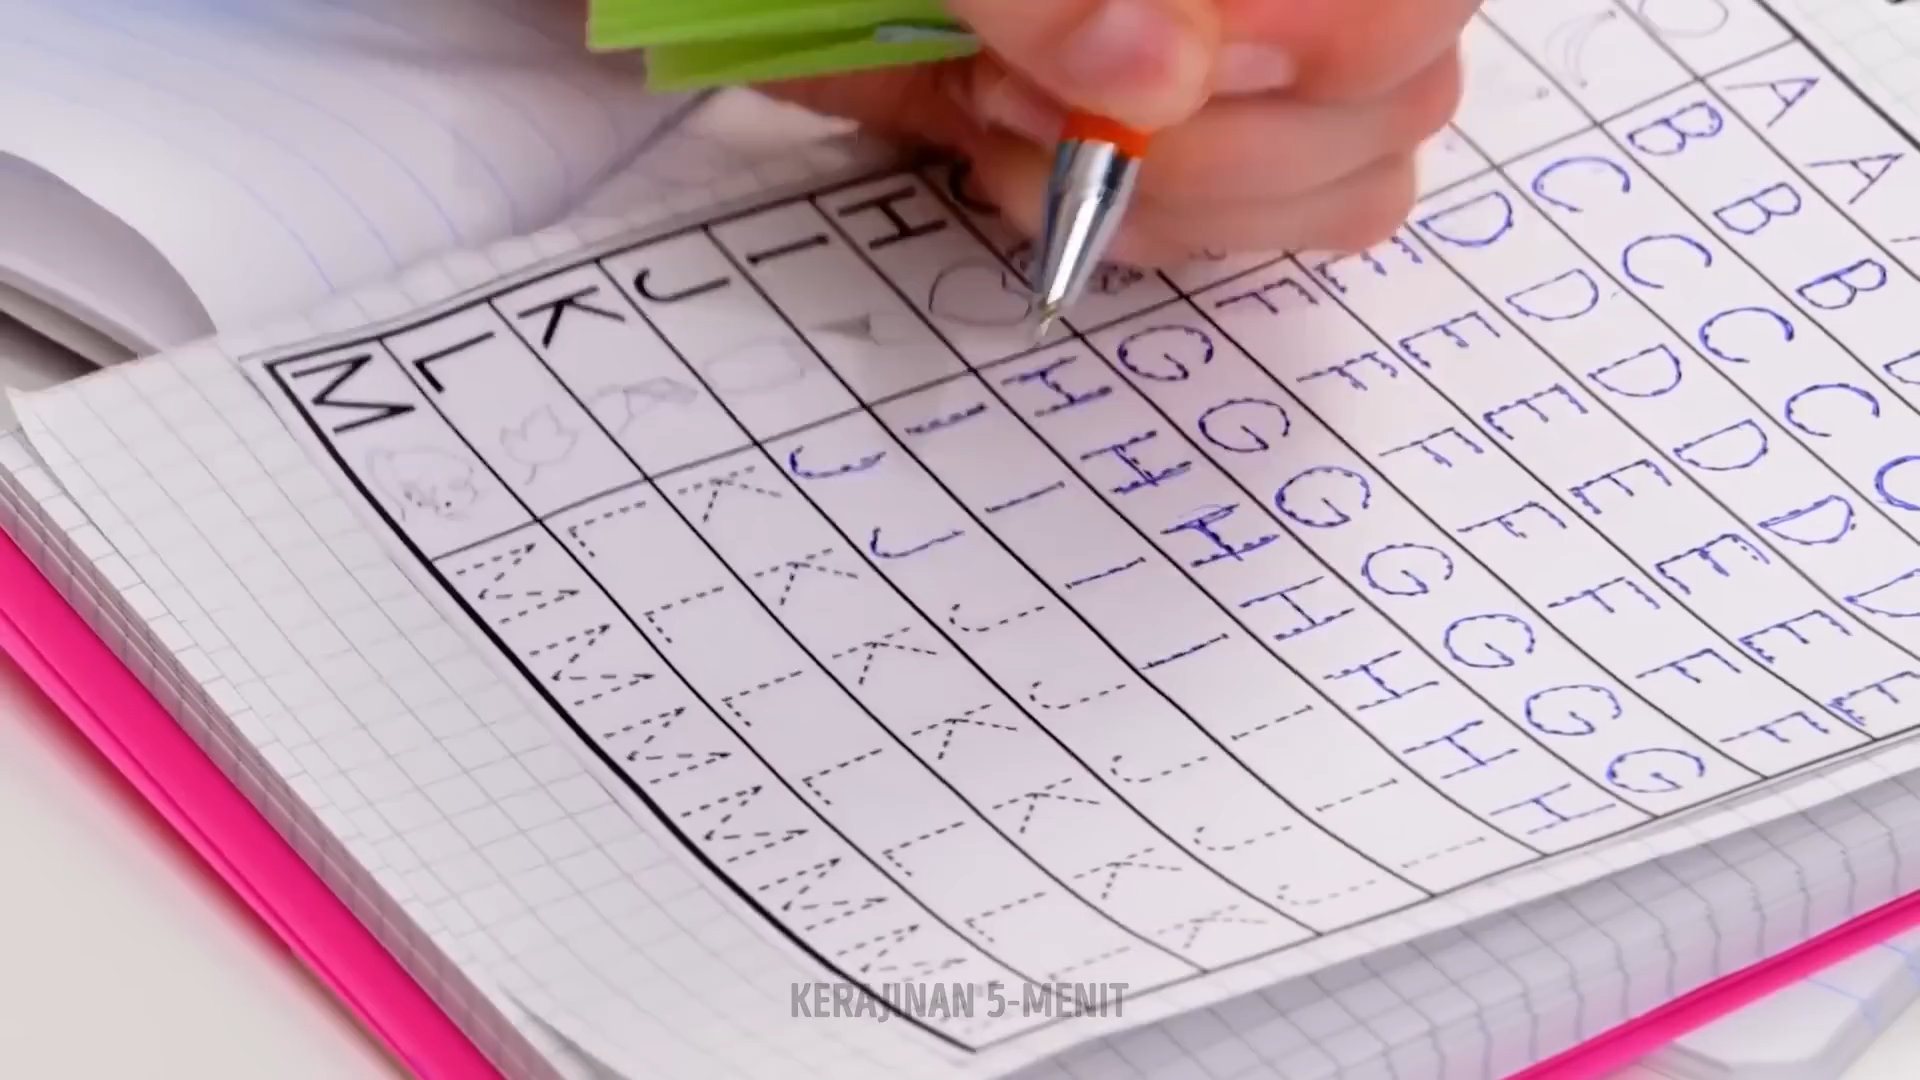 A A
B B B
C C C C C
D D D D D D
E E E E E E E
F F F F F F F
G G G G G G G
H H H H H H H H
I I I I I I I I
J J J J J J J J
K K K K K K K K
L L L L L L L
M M M M M M M
KERAJINAN 5-MENIT